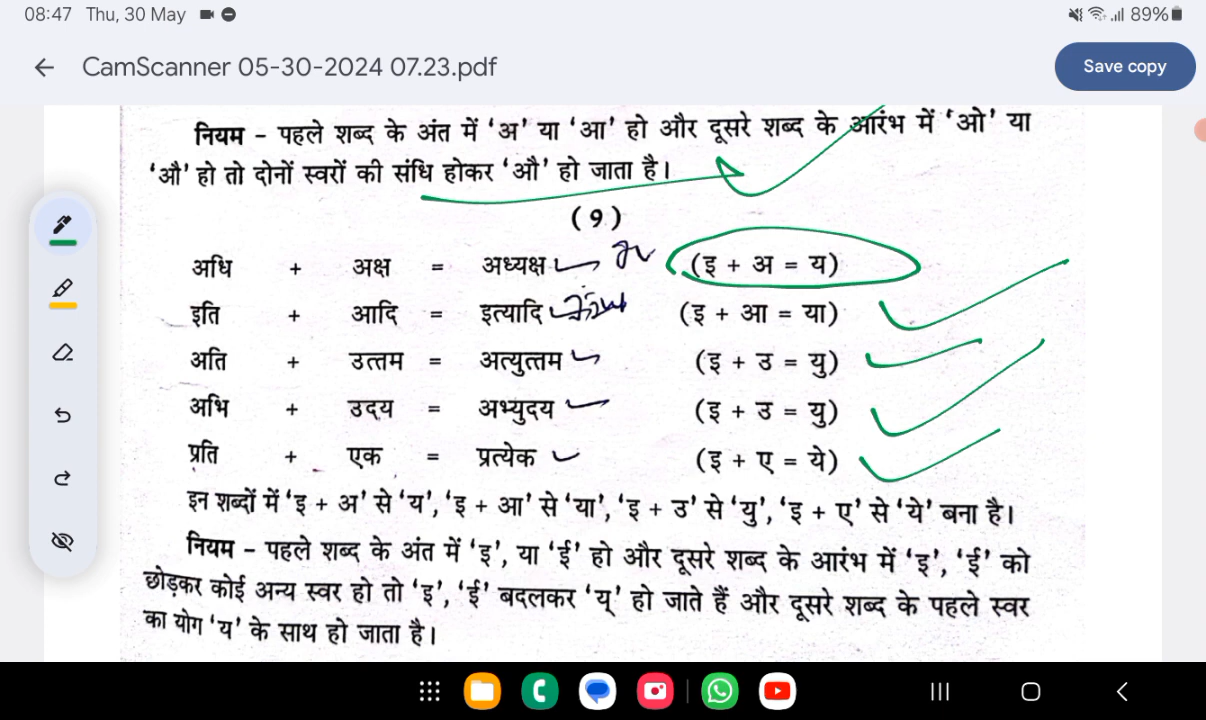 08:47 Thu, 30 May 89%
CamScanner 05-30-2024 07.23.pdf Save copy
नियम – पहले शब्द के अंत में ‘अ’ या ‘आ’ हो और दूसरे शब्द के आरंभ में ‘ओ’ या
‘औ’ हो तो दोनों स्वरों की संधि होकर ‘औ’ हो जाता है।
(9)
अधि + अक्ष = अध्यक्ष (इ + अ = य)
इति + आदि = इत्यादि (इ + आ = या)
अति + उत्तम = अत्युत्तम (इ + उ = यु)
अभि + उदय = अभ्युदय (इ + उ = यु)
प्रति + एक = प्रत्येक (इ + ए = ये)
इन शब्दों में ‘इ + अ’ से ‘य’, ‘इ + आ’ से ‘या’, ‘इ + उ’ से ‘यु’, ‘इ + ए’ से ‘ये’ बना है।
नियम – पहले शब्द के अंत में ‘इ’, या ‘ई’ हो और दूसरे शब्द के आरंभ में ‘इ’, ‘ई’ को
छोड़कर कोई अन्य स्वर हो तो ‘इ’, ‘ई’ बदलकर ‘य्’ हो जाते हैं और दूसरे शब्द के पहले स्वर
का योग ‘य’ के साथ हो जाता है।